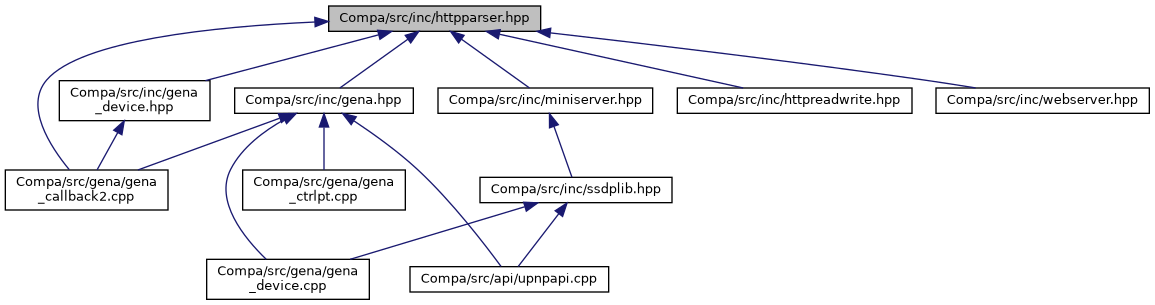 Compa/src/inc/httpparser.hpp
Compa/src/inc/gena
_device.hpp
Compa/src/inc/gena.hpp
Compa/src/inc/miniserver.hpp
Compa/src/inc/httpreadwrite.hpp
Compa/src/inc/webserver.hpp
Compa/src/gena/gena
_callback2.cpp
Compa/src/gena/gena
_ctrlpt.cpp
Compa/src/inc/ssdplib.hpp
Compa/src/gena/gena
_device.cpp
Compa/src/api/upnpapi.cpp